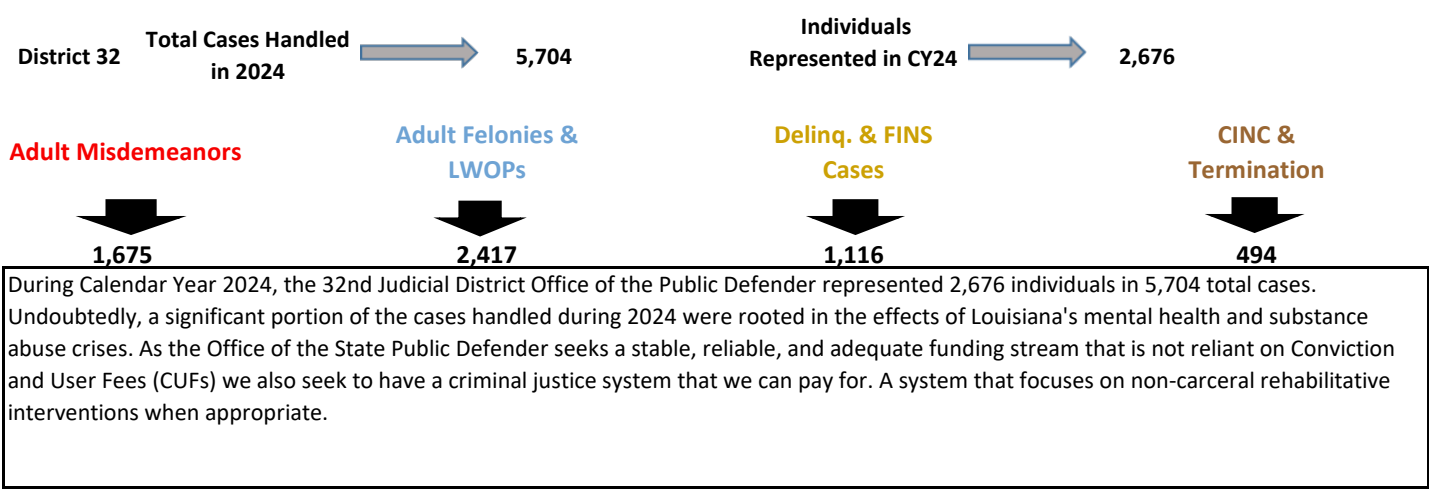 District 32
Total Cases Handled
in 2024
5,704
Individuals
Represented in CY24
2,676
Adult Misdemeanors
Adult Felonies &
LWOPs
Delinq. & FINS
Cases
CINC &
Termination
1,675
2,417
1,116
494
During Calendar Year 2024, the 32nd Judicial District Office of the Public Defender represented 2,676 individuals in 5,704 total cases.
Undoubtedly, a significant portion of the cases handled during 2024 were rooted in the effects of Louisiana's mental health and substance
abuse crises. As the Office of the State Public Defender seeks a stable, reliable, and adequate funding stream that is not reliant on Conviction
and User Fees (CUFs) we also seek to have a criminal justice system that we can pay for. A system that focuses on non-carceral rehabilitative
interventions when appropriate.